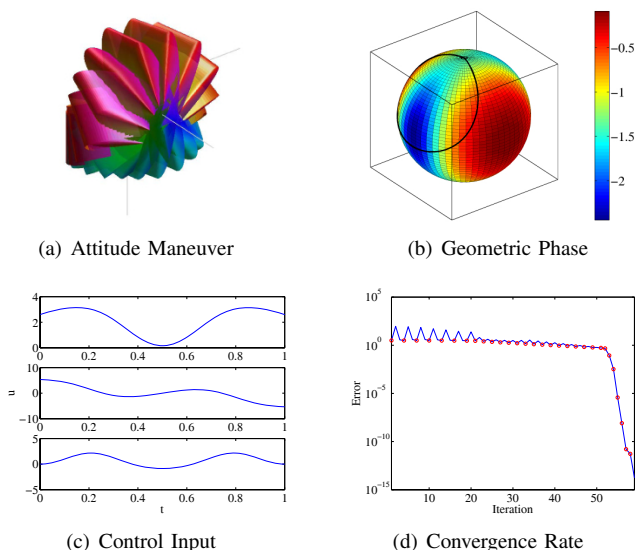 −0.5
−1
−1.5
−2
(a) Attitude Maneuver
(b) Geometric Phase
4
2
0
0 0.2 0.4 0.6 0.8 1
10
0
−10
0 0.2 0.4 0.6 0.8 1
u
5
0
−5
0 0.2 0.4 0.6 0.8 1
t
10^5
10^0
10^−5
10^−10
10^−15
Error
10 20 30 40 50
Iteration
(c) Control Input
(d) Convergence Rate